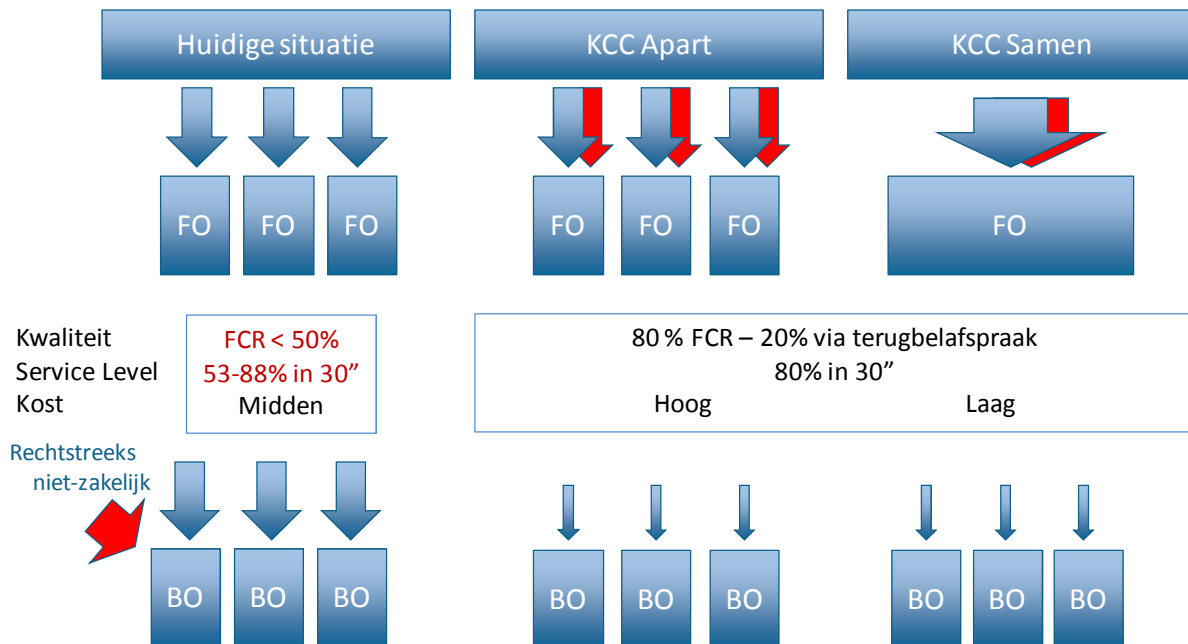 Huidige situatie
KCC Apart
KCC Samen
FO FO FO
FO FO FO
FO
Kwaliteit
Service Level
Kost
FCR < 50%
53-88% in 30”
Midden
80 % FCR – 20% via terugbelafspraak
80% in 30”
Hoog Laag
Rechtstreeks
niet-zakelijk
BO BO BO
BO BO BO
BO BO BO